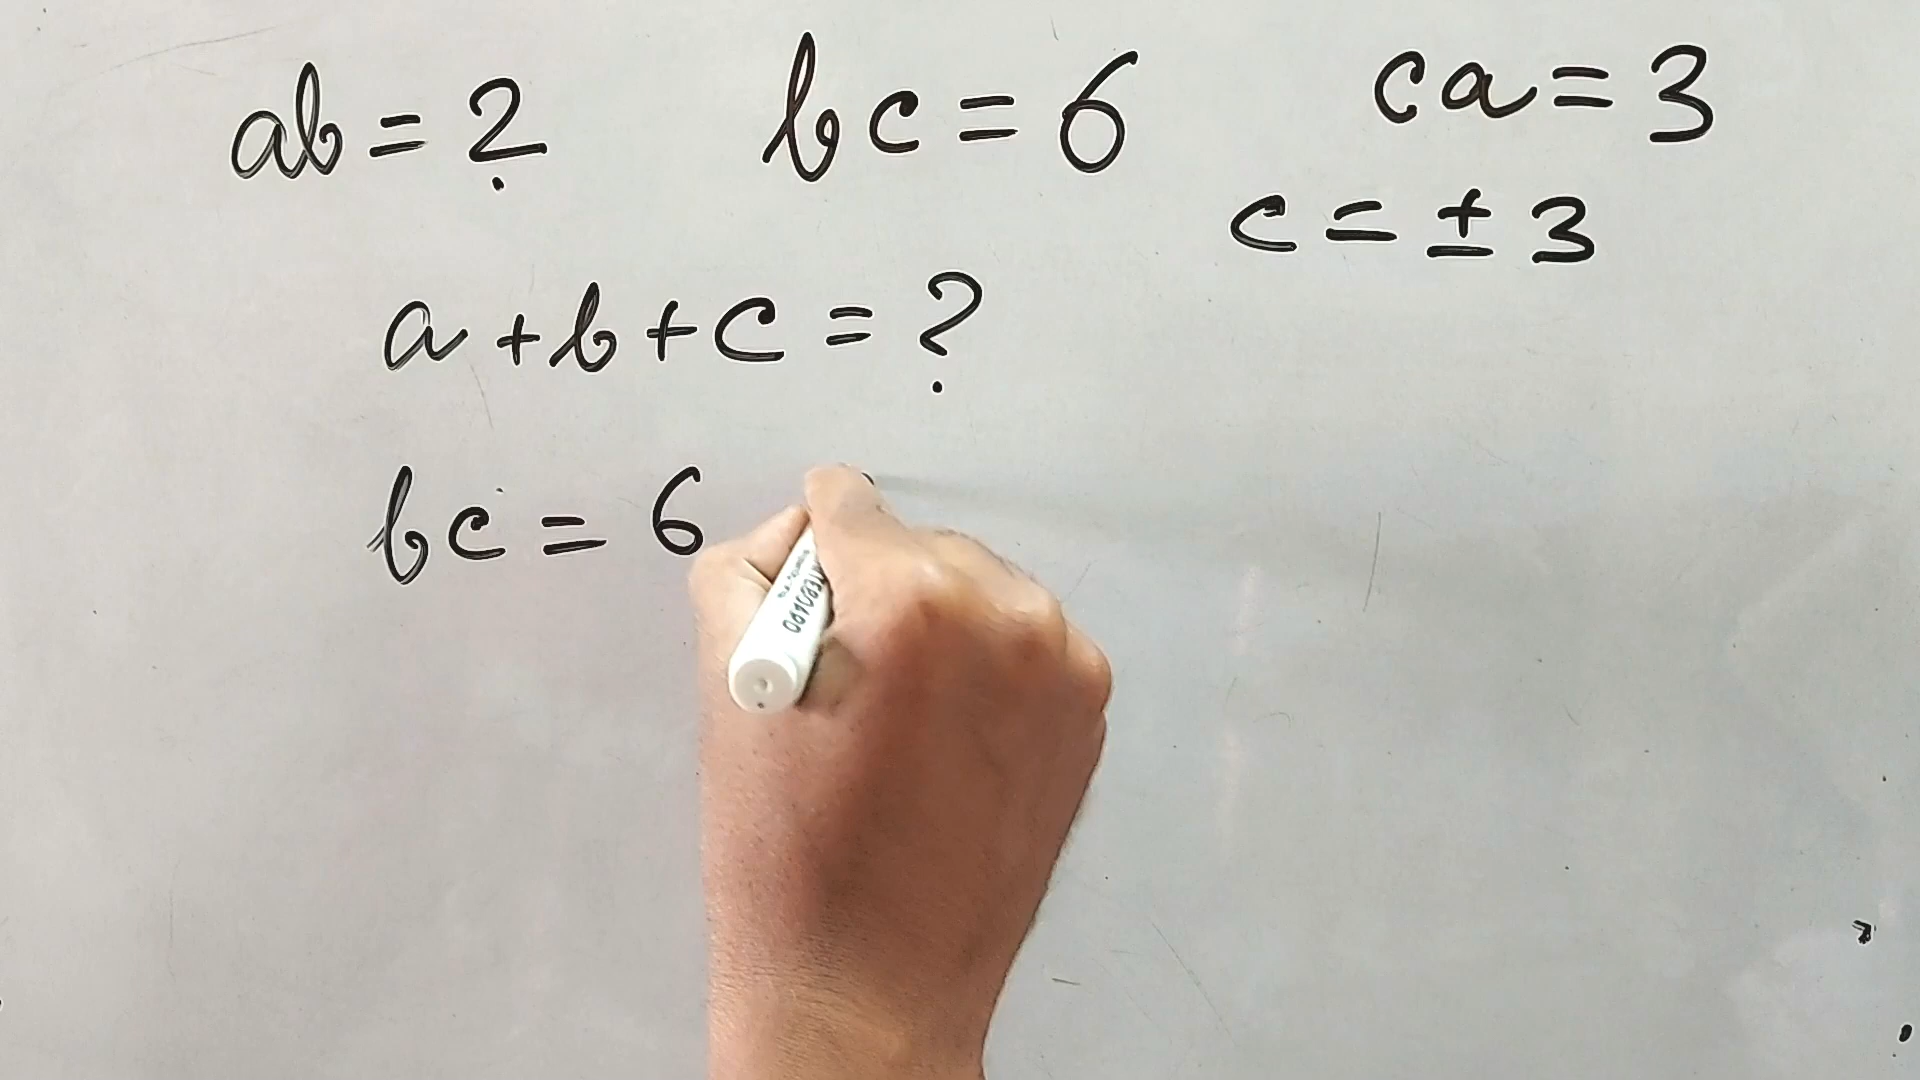 ab = 2 bc = 6 ca = 3
c = ± 3
a + b + c = ?
bc = 6